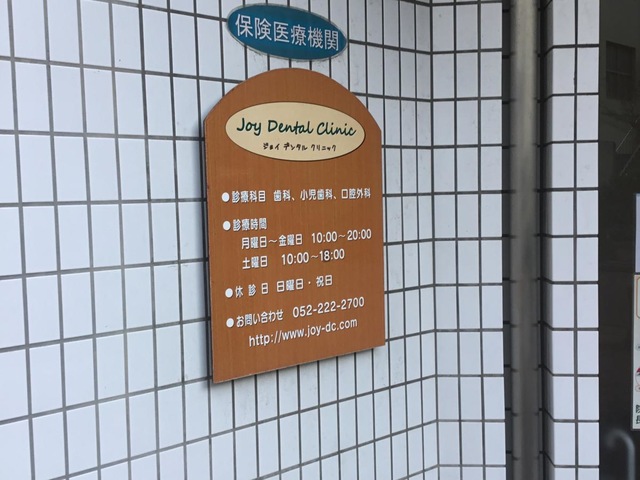 保険医療機関
Joy Dental Clinic
ジョイ デンタル クリニック
●診療科目 歯科、小児歯科、口腔外科
●診療時間
月曜日〜金曜日 10:00〜20:00
土曜日 10:00〜18:00
●休診日 日曜日・祝日
●お問い合わせ 052-222-2700
http://www.joy-dc.com